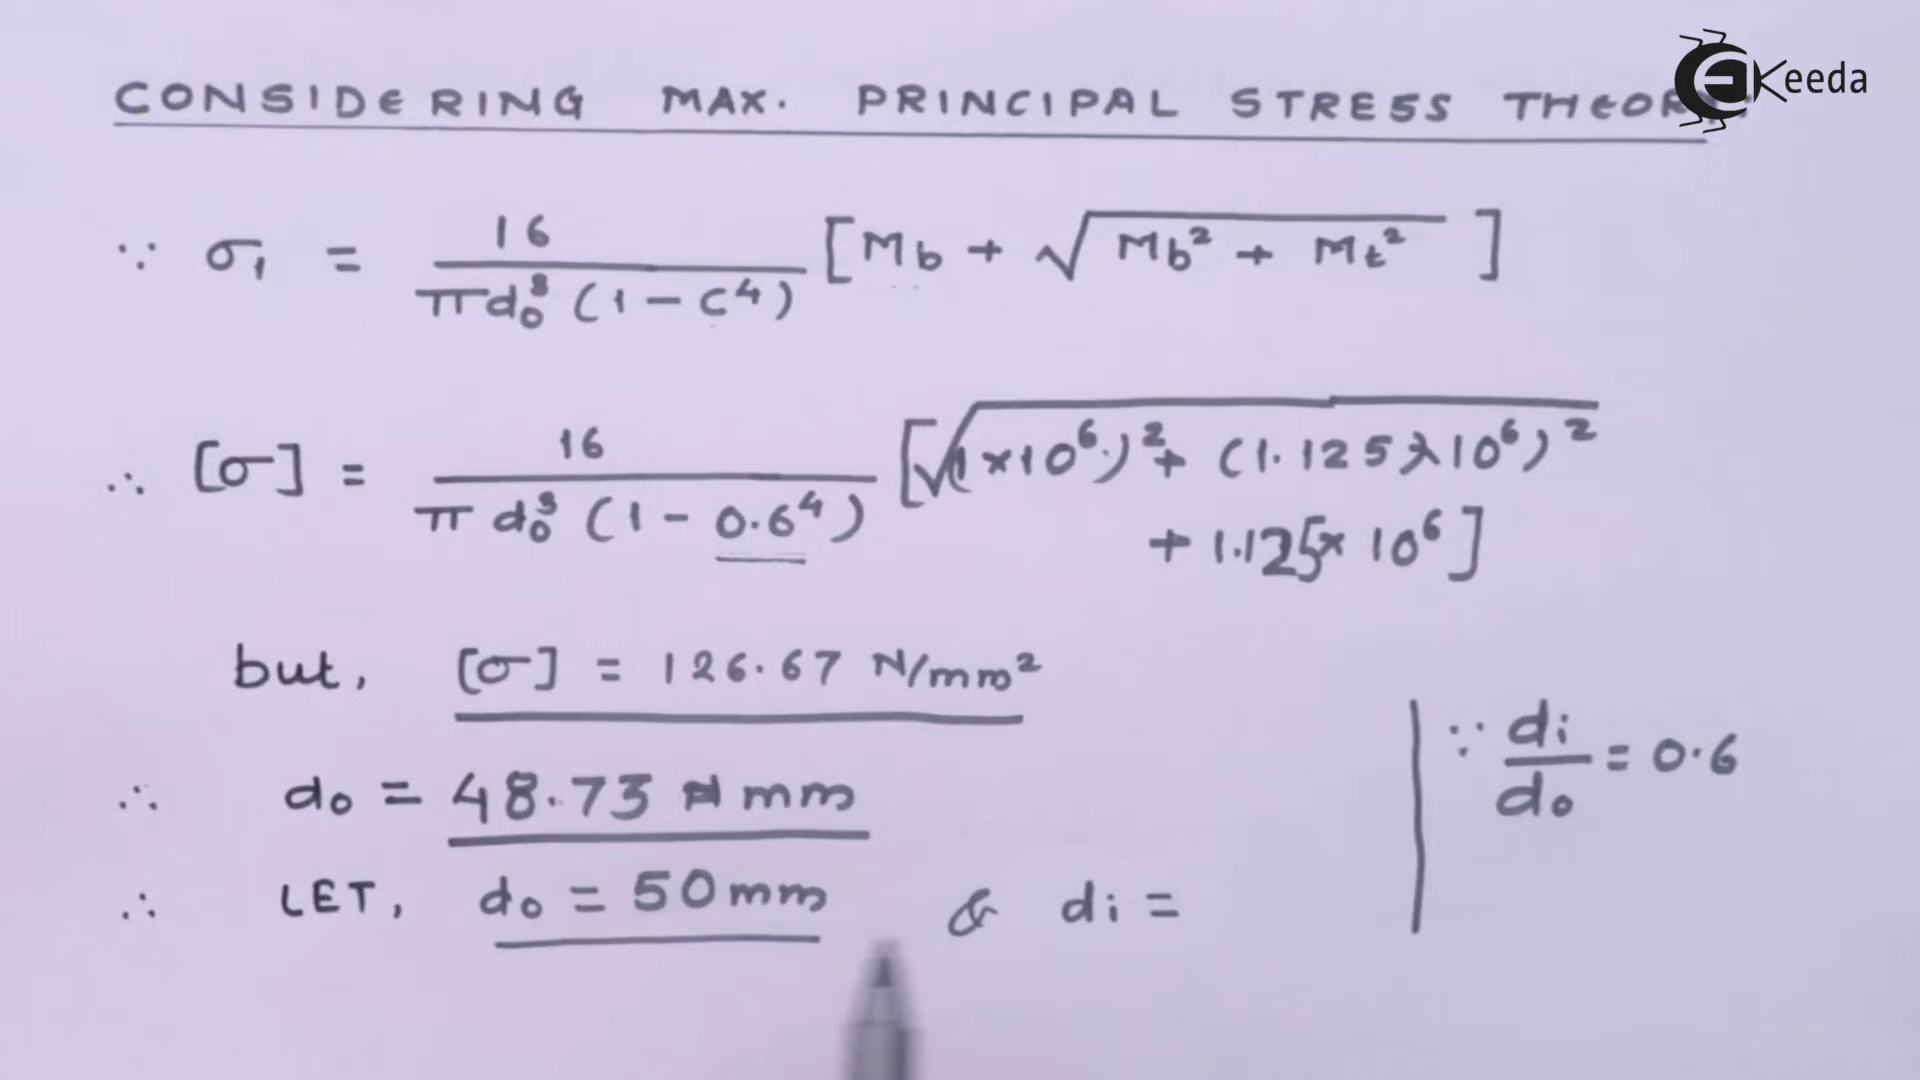 CONSIDERING MAX. PRINCIPAL STRESS THEORY
Keeda
∵ σ₁ = 16 / πd₀³ (1 − C⁴) [Mb + √(Mb² + Mt²)]
∴ [σ] = 16 / π d₀³ (1 − 0.6⁴) [√((1×10⁶)² + (1.125×10⁶)²)
+ 1.125×10⁶]
but, [σ] = 126.67 N/mm²
∵ di/do = 0.6
∴ do = 48.73 mm
∴ LET, do = 50mm & di =